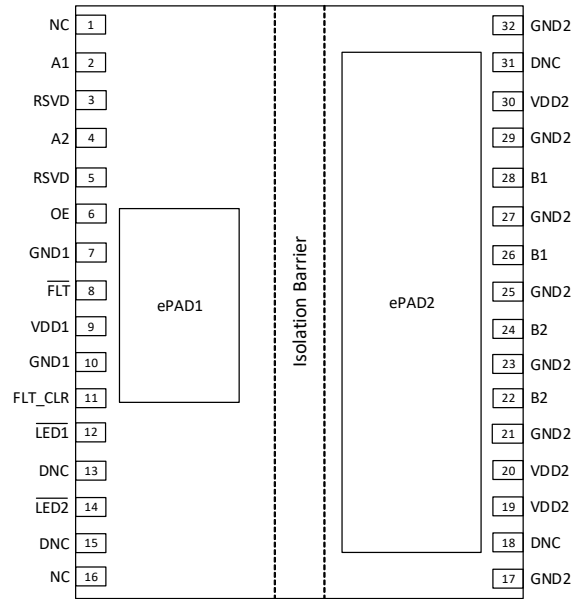 NC 1
A1 2
RSVD 3
A2 4
RSVD 5
OE 6
GND1 7
FLT 8
VDD1 9
GND1 10
FLT_CLR 11
LED1 12
DNC 13
LED2 14
DNC 15
NC 16
ePAD1
Isolation Barrier
ePAD2
32 GND2
31 DNC
30 VDD2
29 GND2
28 B1
27 GND2
26 B1
25 GND2
24 B2
23 GND2
22 B2
21 GND2
20 VDD2
19 VDD2
18 DNC
17 GND2